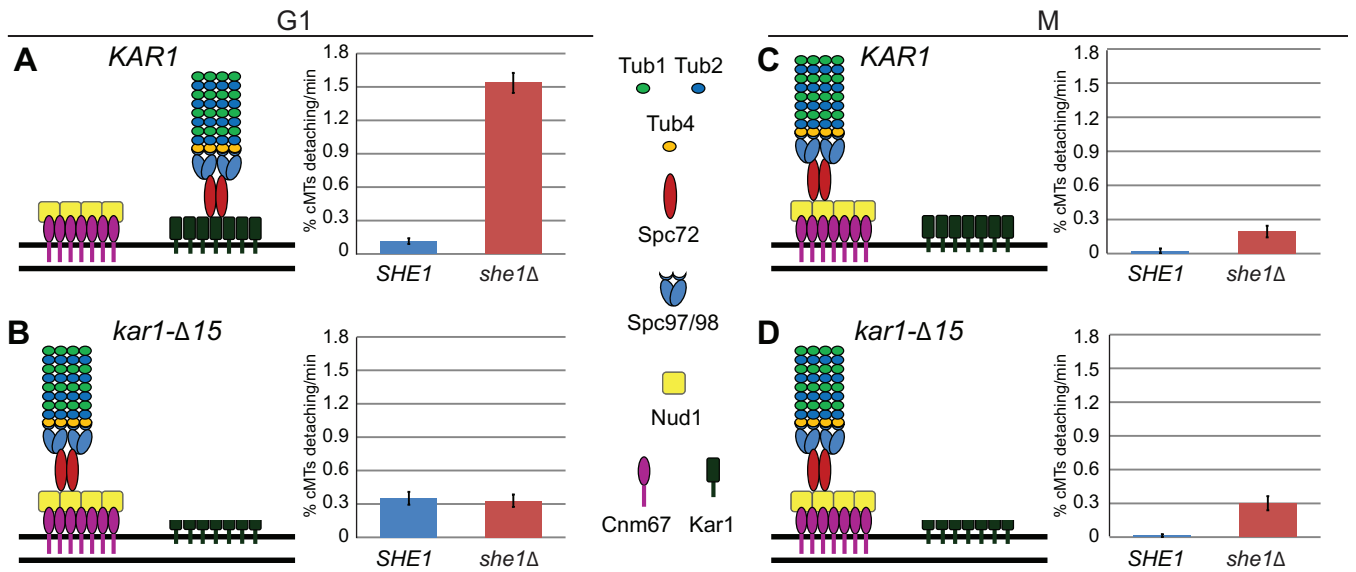 G1
M
A
KAR1
% cMTs detaching/min
1.8
1.5
1.2
0.9
0.6
0.3
0
SHE1
she1Δ
B
kar1-Δ15
% cMTs detaching/min
1.8
1.5
1.2
0.9
0.6
0.3
0
SHE1
she1Δ
Tub1 Tub2
Tub4
Spc72
Spc97/98
Nud1
Cnm67 Kar1
C
KAR1
% cMTs detaching/min
1.8
1.5
1.2
0.9
0.6
0.3
0
SHE1
she1Δ
D
kar1-Δ15
% cMTs detaching/min
1.8
1.5
1.2
0.9
0.6
0.3
0
SHE1
she1Δ